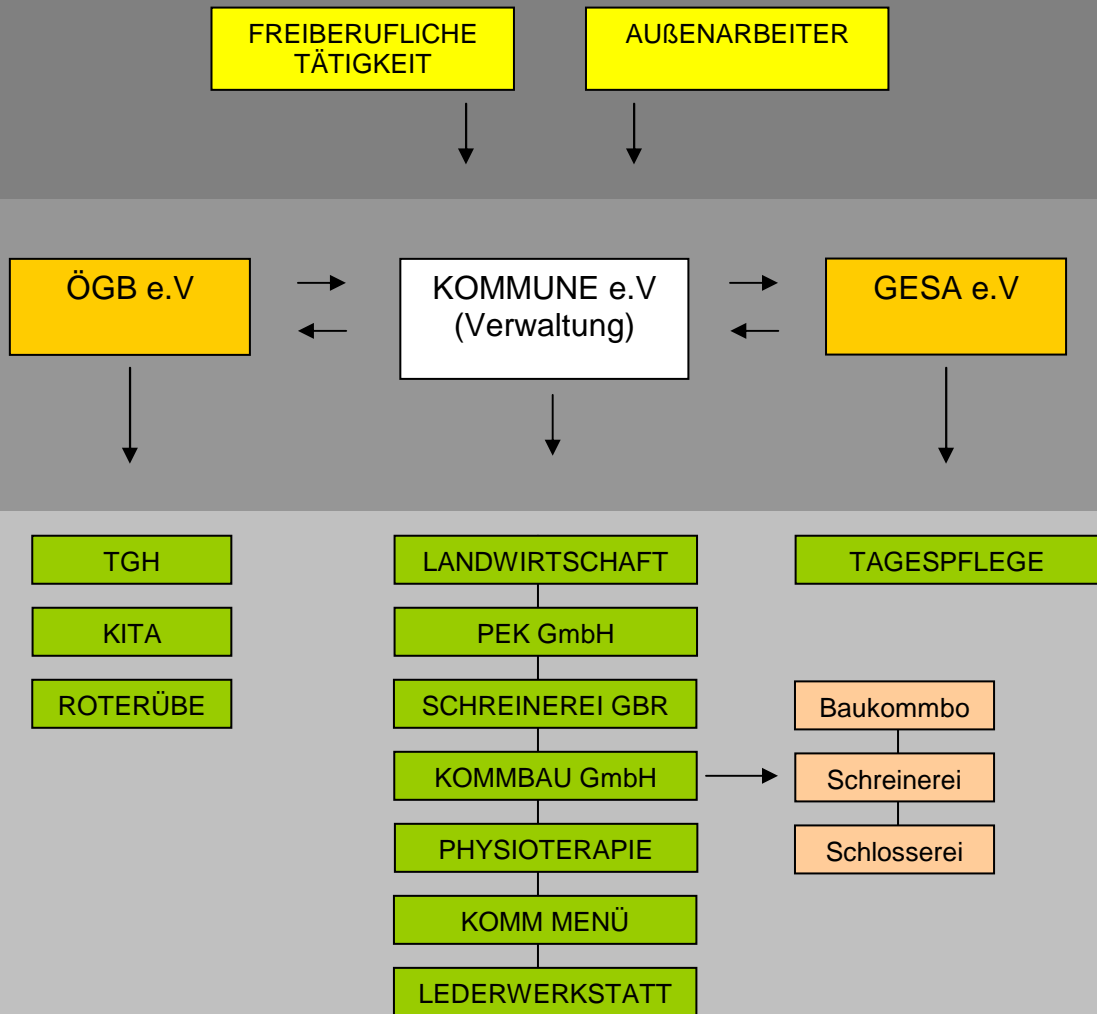 FREIBERUFLICHE
TÄTIGKEIT
AUßENARBEITER
ÖGB e.V
KOMMUNE e.V
(Verwaltung)
GESA e.V
TGH
KITA
ROTERÜBE
LANDWIRTSCHAFT
PEK GmbH
SCHREINEREI GBR
KOMMBAU GmbH
PHYSIOTERAPIE
KOMM MENÜ
LEDERWERKSTATT
TAGESPFLEGE
Baukommbo
Schreinerei
Schlosserei